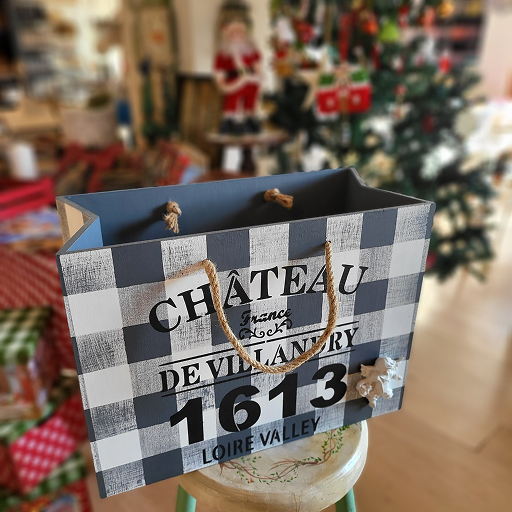 CHÂTEAU
France
DE VILLANDRY
1613
LOIRE VALLEY